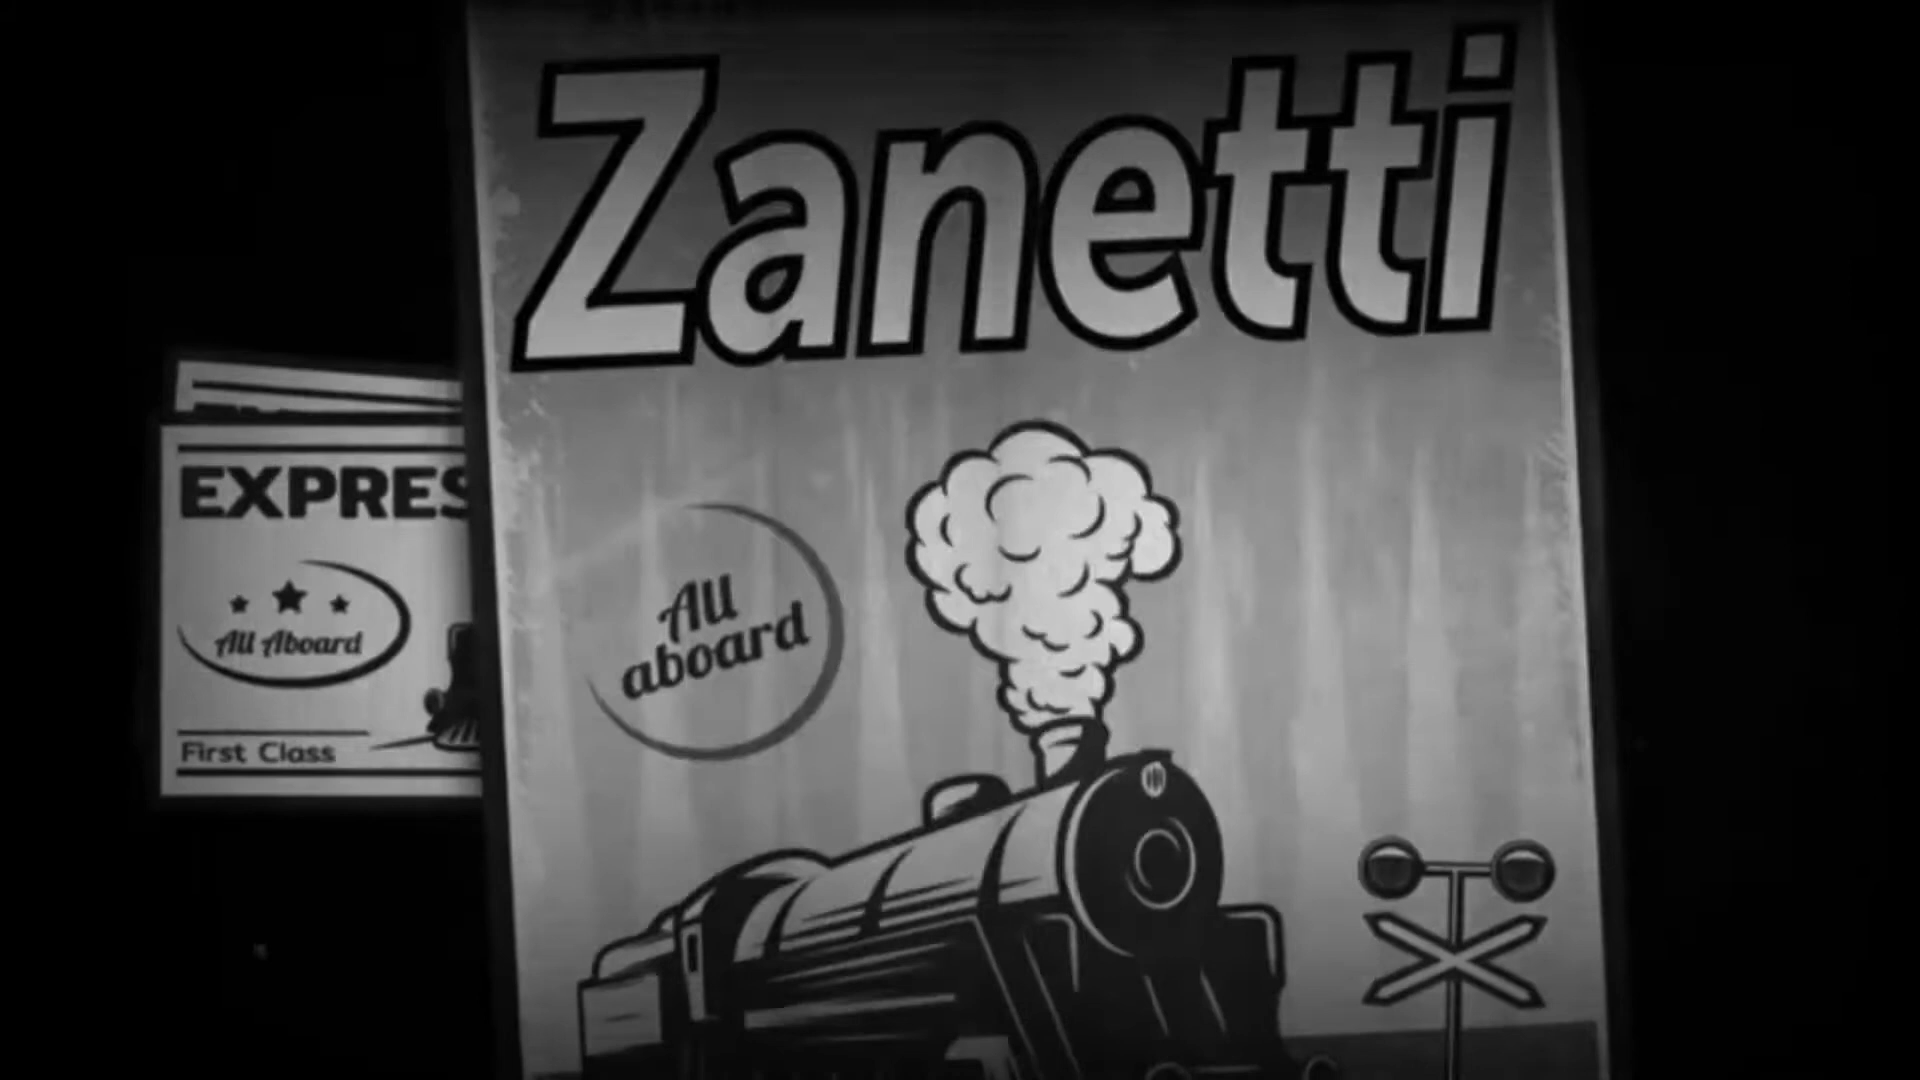 Zanetti
EXPRES
All Aboard
First Class
All
aboard